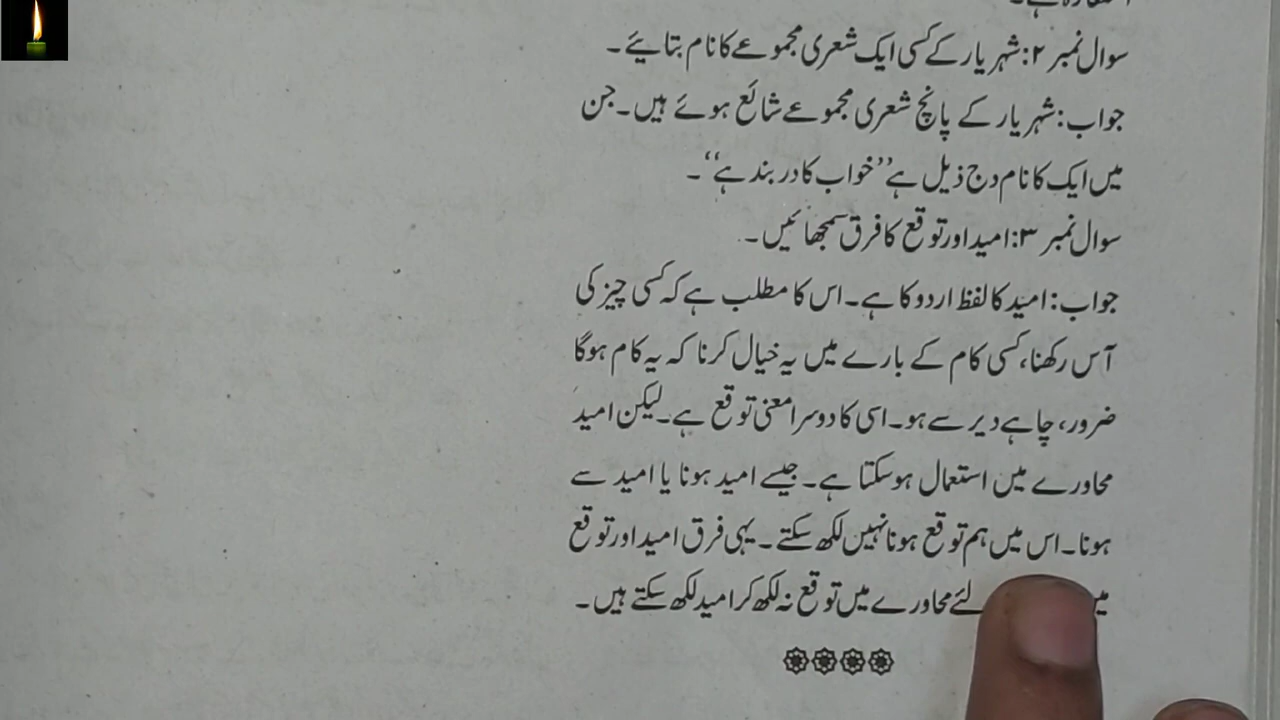 سوال نمبر ۲: شہریار کے کسی ایک شعری مجموعے کا نام بتائیے۔
جواب: شہریار کے پانچ شعری مجموعے شائع ہوئے ہیں۔ جن
میں ایک کا نام دج ذیل ہے ’’خواب کا در بند ہے‘‘۔
سوال نمبر ۳: امید اور توقع کا فرق سمجھائیں۔
جواب: امید کا لفظ اردو کا ہے۔ اس کا مطلب ہے کہ کسی چیز کی
آس رکھنا، کسی کام کے بارے میں یہ خیال کرنا کہ یہ کام ہوگا
ضرور، چاہے دیر سے ہو۔ اسی کا دوسرا معنی توقع ہے۔ لیکن امید
محاورے میں استعمال ہوسکتا ہے۔ جیسے امید ہونا یا امید سے
ہونا۔ اس میں ہم توقع ہونا نہیں لکھ سکتے۔ یہی فرق امید اور توقع
میں لئے محاورے میں توقع نہ لکھ کر امید لکھ سکتے ہیں۔